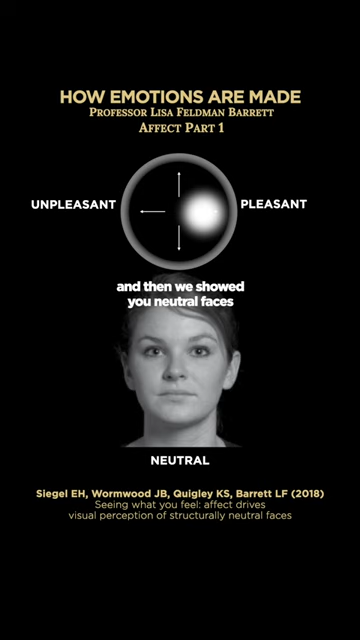 HOW EMOTIONS ARE MADE
PROFESSOR LISA FELDMAN BARRETT
AFFECT PART 1
UNPLEASANT
PLEASANT
and then we showed
you neutral faces
NEUTRAL
Siegel EH, Wormwood JB, Quigley KS, Barrett LF (2018)
Seeing what you feel: affect drives
visual perception of structurally neutral faces